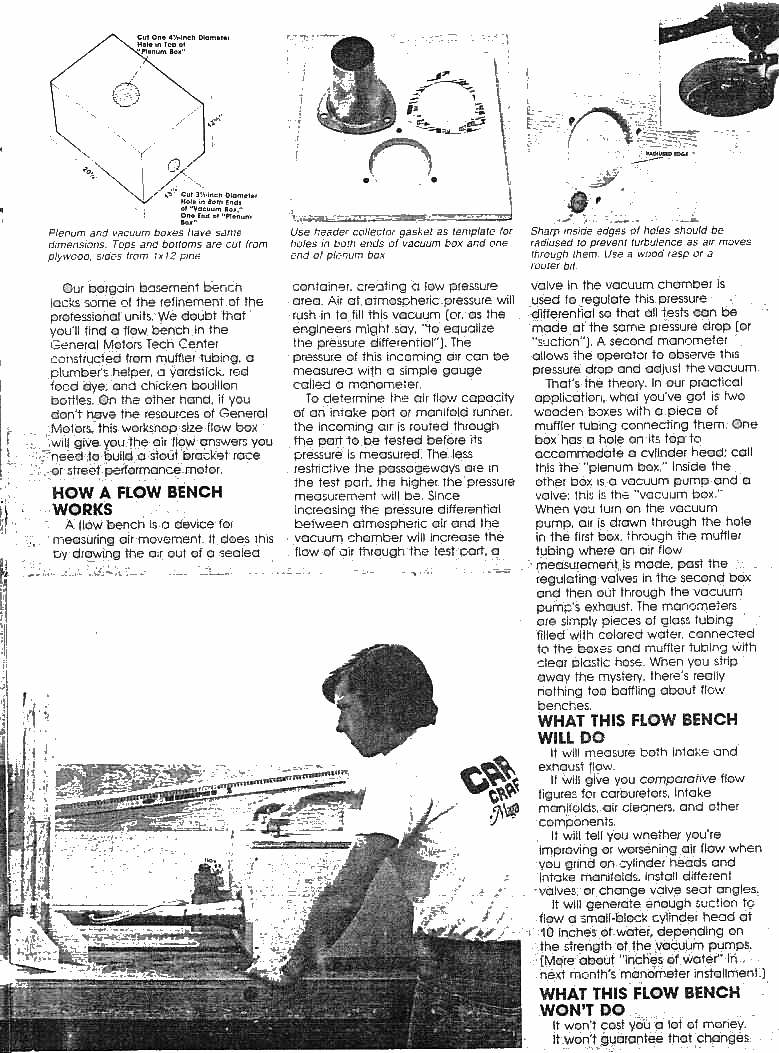 Cut One 4½-Inch Diameter
Hole in Top of
"Plenum Box"
20¼"
15¼"
12½"
Cut 3½-Inch Diameter
Hole in Both Ends
of "Vacuum Box,"
One End of "Plenum
Box"
Plenum and vacuum boxes have same
dimensions. Tops and bottoms are cut from
plywood, sides from 1x12 pine
Use header collector gasket as template for
holes in both ends of vacuum box and one
end of plenum box
RADIUSED EDGE
Sharp inside edges of holes should be
radiused to prevent turbulence as air moves
through them. Use a wood rasp or a
router bit.
Our bargain basement bench
lacks some of the refinement of the
professional units. We doubt that
you'll find a flow bench in the
General Motors Tech Center
constructed from muffler tubing, a
plumber's helper, a yardstick, red
food dye, and chicken bouillon
bottles. On the other hand, if you
don't have the resources of General
Motors, this workshop size flow box
will give you the air flow answers you
need to build a stout bracket race
or street performance motor.
HOW A FLOW BENCH
WORKS
A flow bench is a device for
measuring air movement. It does this
by drawing the air out of a sealed
container, creating a low pressure
area. Air at atmospheric pressure will
rush in to fill this vacuum (or, as the
engineers might say, "to equalize
the pressure differential"). The
pressure of this incoming air can be
measured with a simple gauge
called a manometer.
To determine the air flow capacity
of an intake port or manifold runner,
the incoming air is routed through
the part to be tested before its
pressure is measured. The less
restrictive the passageways are in
the test part, the higher the pressure
measurement will be. Since
increasing the pressure differential
between atmospheric air and the
vacuum chamber will increase the
flow of air through the test part, a
valve in the vacuum chamber is
used to regulate this pressure
differential so that all tests can be
made at the same pressure drop (or
"suction"). A second manometer
allows the operator to observe this
pressure drop and adjust the vacuum.
That's the theory. In our practical
application, what you've got is two
wooden boxes with a piece of
muffler tubing connecting them. One
box has a hole on its top to
accommodate a cylinder head; call
this the "plenum box." Inside the
other box is a vacuum pump and a
valve; this is the "vacuum box."
When you turn on the vacuum
pump, air is drawn through the hole
in the first box, through the muffler
tubing where an air flow
measurement is made, past the
regulating valves in the second box
and then out through the vacuum
pump's exhaust. The manometers
are simply pieces of glass tubing
filled with colored water, connected
to the boxes and muffler tubing with
clear plastic hose. When you strip
away the mystery, there's really
nothing too baffling about flow
benches.
WHAT THIS FLOW BENCH
WILL DO
It will measure both intake and
exhaust flow.
It will give you comparative flow
figures for carburetors, intake
manifolds, air cleaners, and other
components.
It will tell you whether you're
improving or worsening air flow when
you grind on cylinder heads and
intake manifolds, install different
valves, or change valve seat angles.
It will generate enough suction to
flow a small-block cylinder head at
10 inches of water, depending on
the strength of the vacuum pumps.
(More about "inches of water" in
next month's manometer installment.)
WHAT THIS FLOW BENCH
WON'T DO
It won't cost you a lot of money.
It won't guarantee that changes
CAR
CRAF
Maga